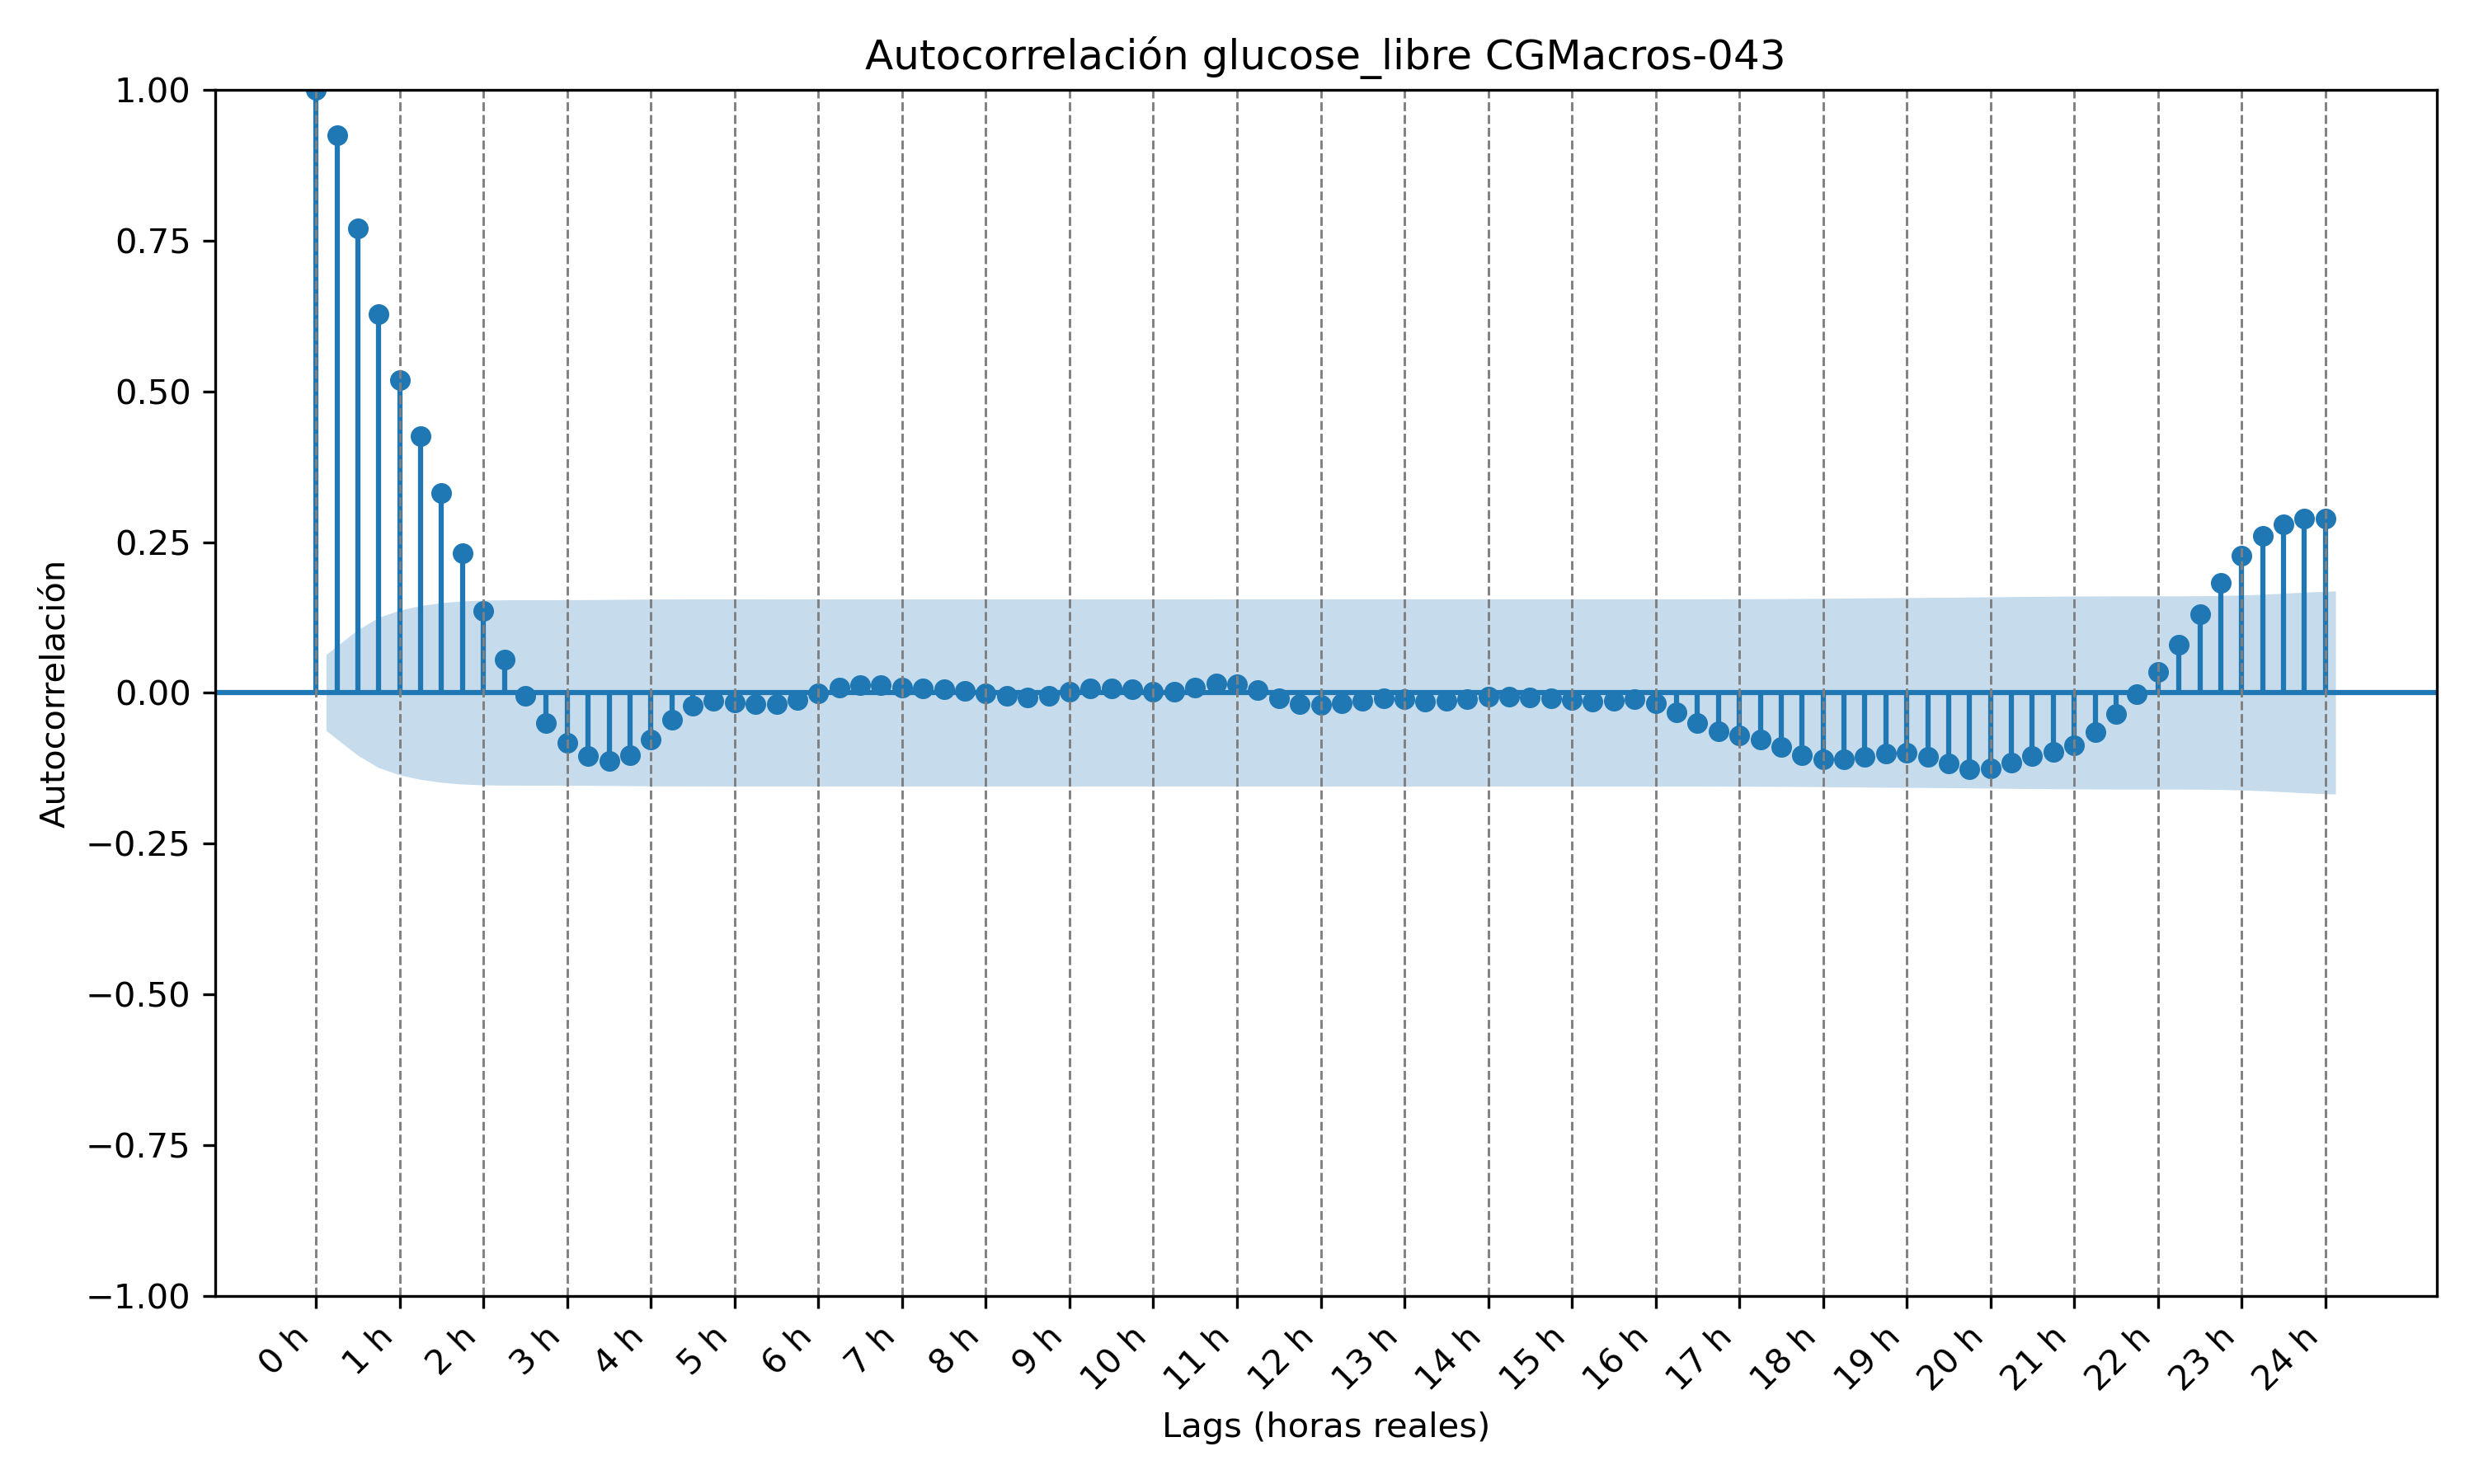 Autocorrelación glucose_libre CGMacros-043
Autocorrelación
1.00
0.75
0.50
0.25
0.00
−0.25
−0.50
−0.75
−1.00
0 h 1 h 2 h 3 h 4 h 5 h 6 h 7 h 8 h 9 h 10 h 11 h 12 h 13 h 14 h 15 h 16 h 17 h 18 h 19 h 20 h 21 h 22 h 23 h 24 h
Lags (horas reales)